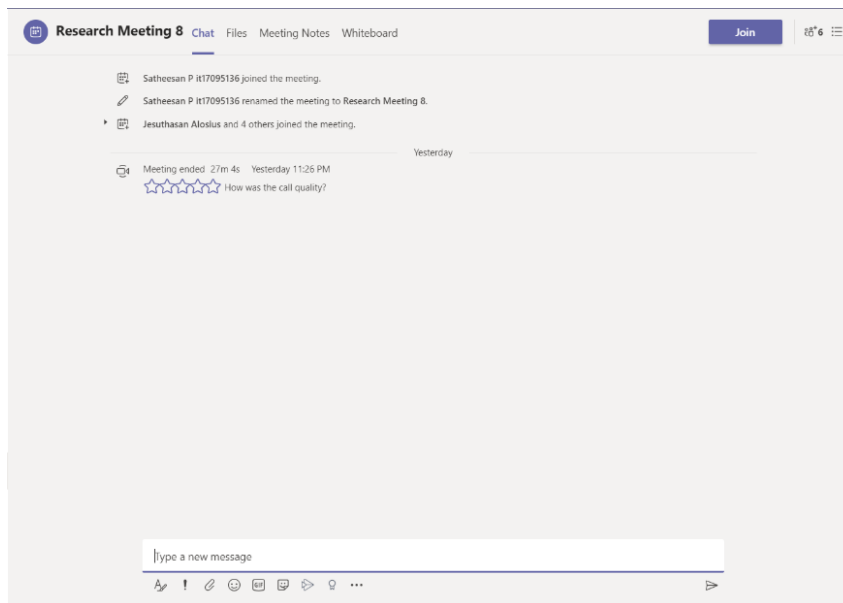 Research Meeting 8 Chat Files Meeting Notes Whiteboard Join 6
Satheesan P it17095136 joined the meeting.
Satheesan P it17095136 renamed the meeting to Research Meeting 8.
Jesuthasan Alosius and 4 others joined the meeting.
Yesterday
Meeting ended 27m 4s Yesterday 11:26 PM
How was the call quality?
Type a new message
GIF